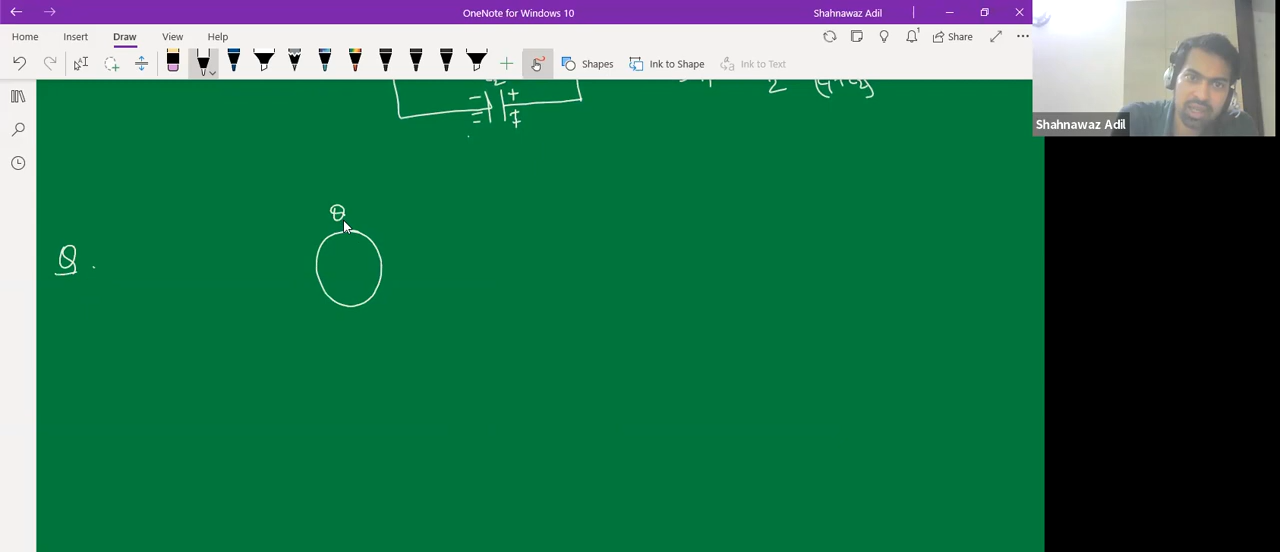 OneNote for Windows 10
Shahnawaz Adil
Home Insert Draw View Help
Share
Shapes Ink to Shape Ink to Text
Shahnawaz Adil
2
- +
= ‡
Q
Q.